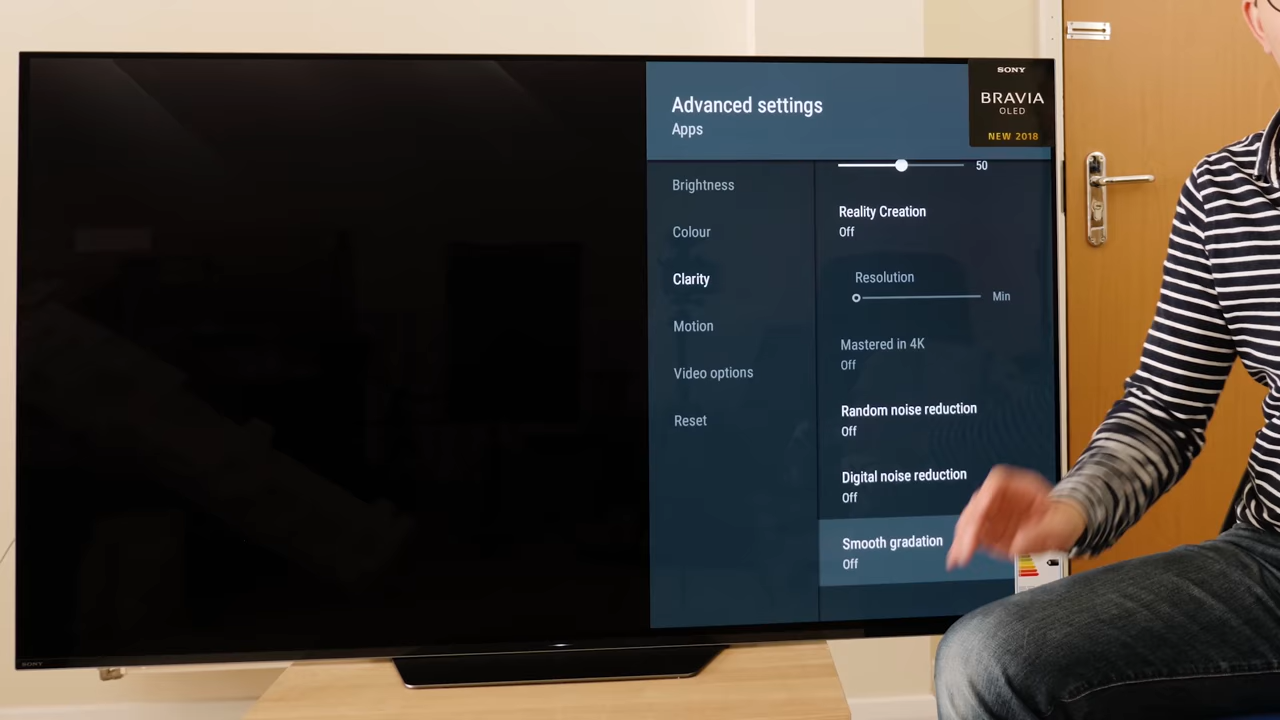 Advanced settings
Apps
SONY
BRAVIA
OLED
NEW 2018
Brightness
Colour
Clarity
Motion
Video options
Reset
50
Reality Creation
Off
Resolution
Min
Mastered in 4K
Off
Random noise reduction
Off
Digital noise reduction
Off
Smooth gradation
Off
SONY